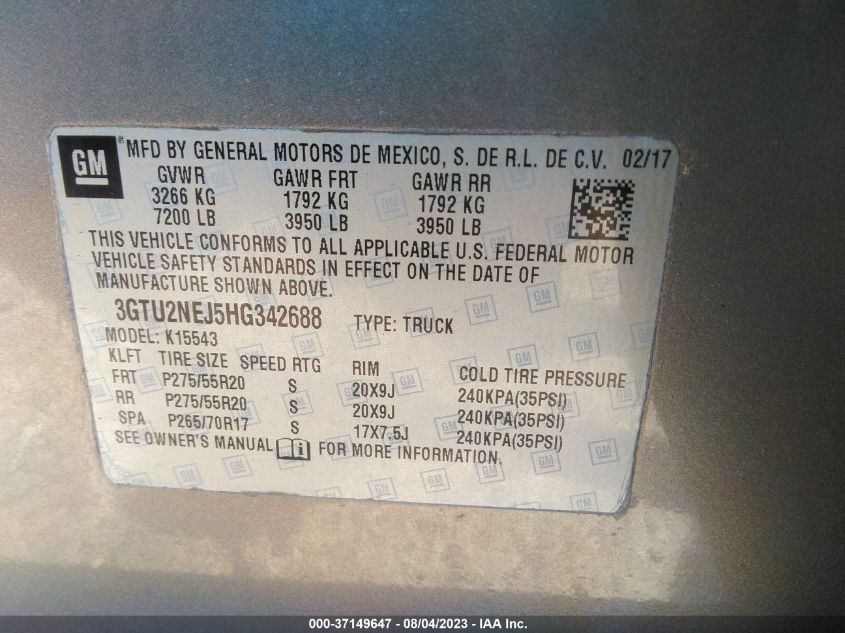 GM MFD BY GENERAL MOTORS DE MEXICO, S. DE R.L. DE C.V. 02/17
GVWR GAWR FRT GAWR RR
3266 KG 1792 KG 1792 KG
7200 LB 3950 LB 3950 LB
THIS VEHICLE CONFORMS TO ALL APPLICABLE U.S. FEDERAL MOTOR
VEHICLE SAFETY STANDARDS IN EFFECT ON THE DATE OF
MANUFACTURE SHOWN ABOVE.
3GTU2NEJ5HG342688 TYPE: TRUCK
MODEL: K15543
KLFT TIRE SIZE SPEED RTG RIM COLD TIRE PRESSURE
FRT P275/55R20 S 20X9J 240KPA(35PSI)
RR P275/55R20 S 20X9J 240KPA(35PSI)
SPA P265/70R17 S 17X7.5J 240KPA(35PSI)
SEE OWNER'S MANUAL FOR MORE INFORMATION.
000-37149647 - 08/04/2023 - IAA Inc.